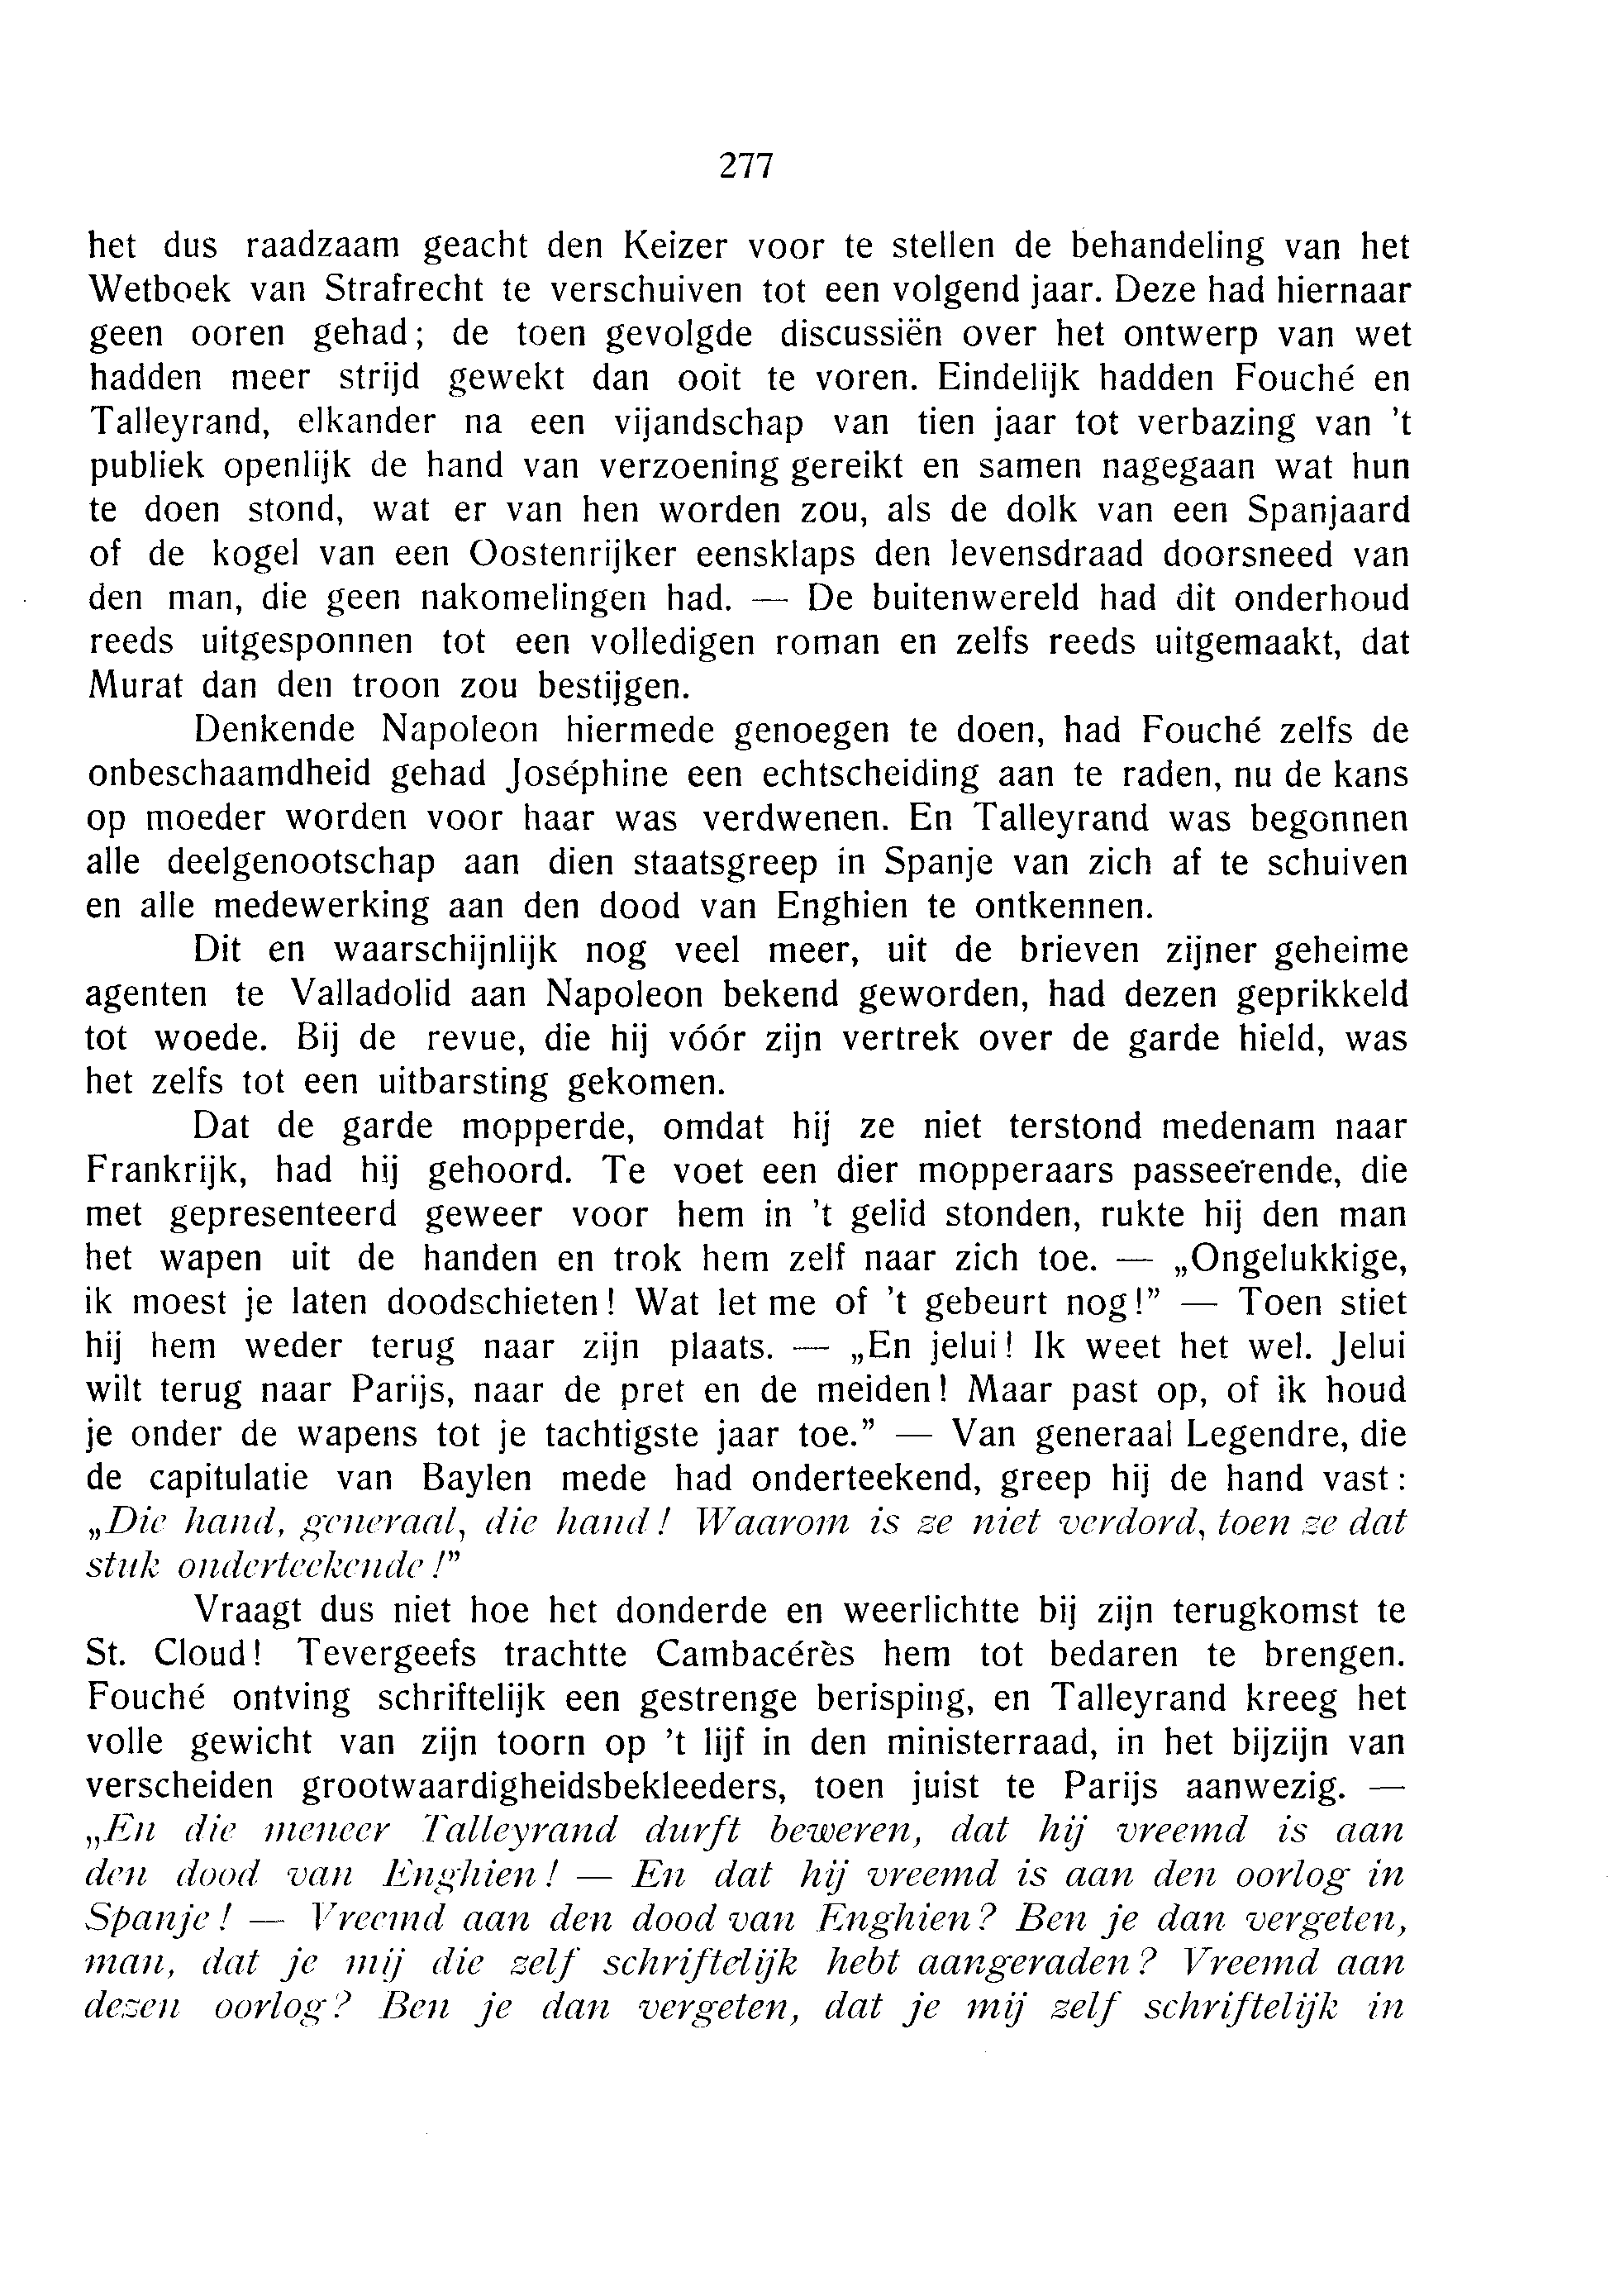 277
het dus raadzaam geacht den Keizer voor te stellen de behandeling van het
Wetboek van Strafrecht te verschuiven tot een volgend jaar. Deze had hiernaar
geen ooren gehad; de toen gevolgde discussiën over het ontwerp van wet
hadden meer strijd gewekt dan ooit te voren. Eindelijk hadden Fouché en
Talleyrand, elkander na een vijandschap van tien jaar tot verbazing van 't
publiek openlijk de hand van verzoening gereikt en samen nagegaan wat hun
te doen stond, wat er van hen worden zou, als de dolk van een Spanjaard
of de kogel van een Oostenrijker eensklaps den levensdraad doorsneed van
den man, die geen nakomelingen had. — De buitenwereld had dit onderhoud
reeds uitgesponnen tot een volledigen roman en zelfs reeds uitgemaakt, dat
Murat dan den troon zou bestijgen.
Denkende Napoleon hiermede genoegen te doen, had Fouché zelfs de
onbeschaamdheid gehad Joséphine een echtscheiding aan te raden, nu de kans
op moeder worden voor haar was verdwenen. En Talleyrand was begonnen
alle deelgenootschap aan dien staatsgreep in Spanje van zich af te schuiven
en alle medewerking aan den dood van Enghien te ontkennen.
Dit en waarschijnlijk nog veel meer, uit de brieven zijner geheime
agenten te Valladolid aan Napoleon bekend geworden, had dezen geprikkeld
tot woede. Bij de revue, die hij vóór zijn vertrek over de garde hield, was
het zelfs tot een uitbarsting gekomen.
Dat de garde mopperde, omdat hij ze niet terstond medenam naar
Frankrijk, had hij gehoord. Te voet een dier mopperaars passeerende, die
met gepresenteerd geweer voor hem in 't gelid stonden, rukte hij den man
het wapen uit de handen en trok hem zelf naar zich toe. — „Ongelukkige,
ik moest je laten doodschieten! Wat let me of 't gebeurt nog!” — Toen stiet
hij hem weder terug naar zijn plaats. — „En jelui! Ik weet het wel. Jelui
wilt terug naar Parijs, naar de pret en de meiden! Maar past op, of ik houd
je onder de wapens tot je tachtigste jaar toe.” — Van generaal Legendre, die
de capitulatie van Baylen mede had onderteekend, greep hij de hand vast:
„Die hand, generaal, die hand! Waarom is ze niet verdord, toen ze dat
stuk onderteekende!”
Vraagt dus niet hoe het donderde en weerlichtte bij zijn terugkomst te
St. Cloud! Tevergeefs trachtte Cambacérès hem tot bedaren te brengen.
Fouché ontving schriftelijk een gestrenge berisping, en Talleyrand kreeg het
volle gewicht van zijn toorn op 't lijf in den ministerraad, in het bijzijn van
verscheiden grootwaardigheidsbekleeders, toen juist te Parijs aanwezig. —
„En die meneer Talleyrand durft beweren, dat hij vreemd is aan
den dood van Enghien! — En dat hij vreemd is aan den oorlog in
Spanje! — Vreemd aan den dood van Enghien? Ben je dan vergeten,
man, dat je mij die zelf schriftelijk hebt aangeraden? Vreemd aan
dezen oorlog? Ben je dan vergeten, dat je mij zelf schriftelijk in